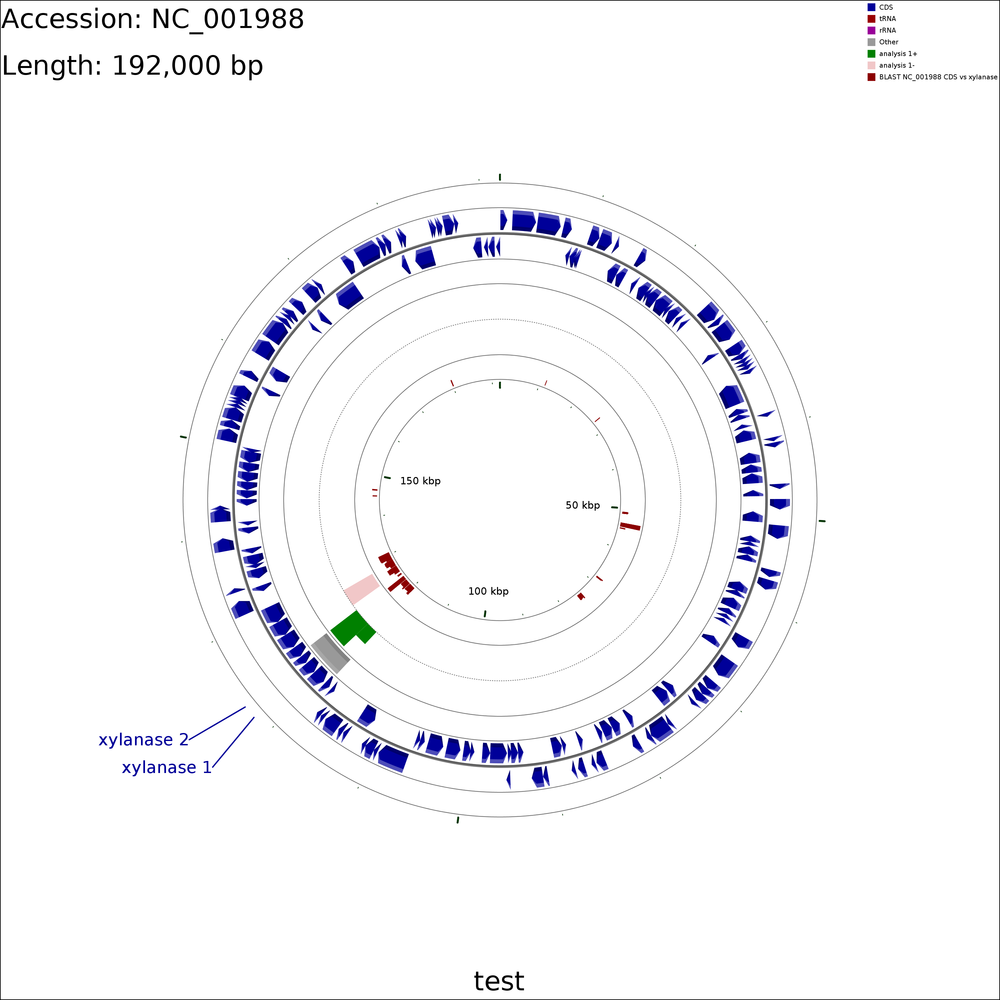 Accession: NC_001988
Length: 192,000 bp
CDS
tRNA
rRNA
Other
analysis 1+
analysis 1-
BLAST NC_001988 CDS vs xylanase
150 kbp
50 kbp
100 kbp
xylanase 2
xylanase 1
test